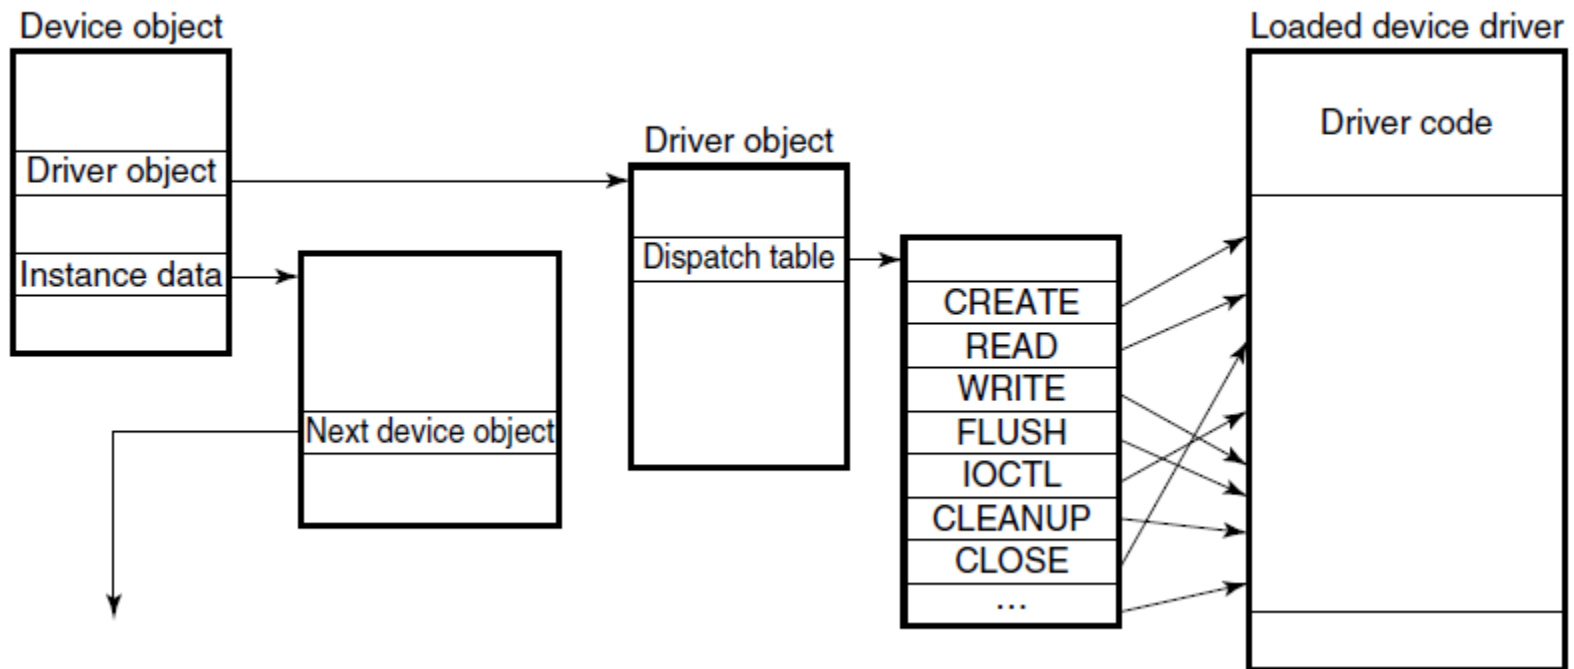 Device object
Driver object
Instance data
Next device object
Driver object
Dispatch table
CREATE
READ
WRITE
FLUSH
IOCTL
CLEANUP
CLOSE
...
Loaded device driver
Driver code